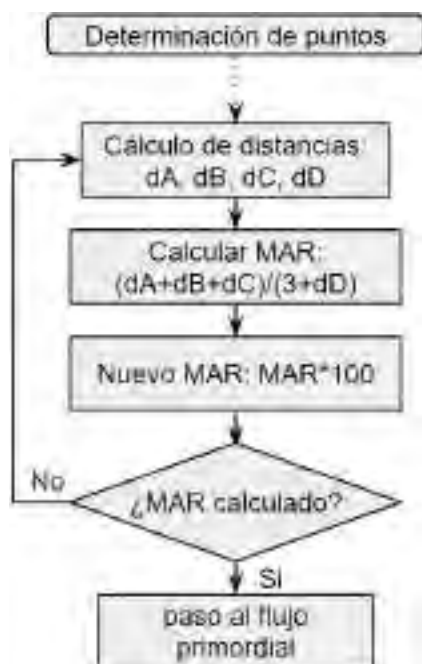 Determinación de puntos
Cálculo de distancias
dA, dB, dC, dD
Calcular MAR:
(dA+dB+dC)/(3+dD)
Nuevo MAR: MAR*100
¿MAR calculado?
No
Si
paso al flujo
primordial